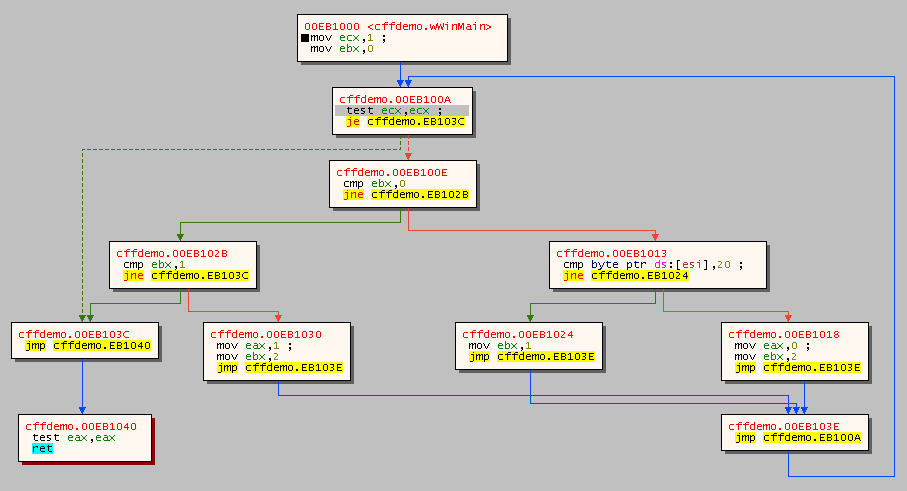 00EB1000 <cffdemo.wWinMain>
mov ecx,1 ;
mov ebx,0
cffdemo.00EB100A
test ecx,ecx ;
je cffdemo.EB103C
cffdemo.00EB100E
cmp ebx,0
jne cffdemo.EB102B
cffdemo.00EB102B
cmp ebx,1
jne cffdemo.EB103C
cffdemo.00EB1013
cmp byte ptr ds:[esi],20 ;
jne cffdemo.EB1024
cffdemo.00EB103C
jmp cffdemo.EB1040
cffdemo.00EB1030
mov eax,1 ;
mov ebx,2
jmp cffdemo.EB103E
cffdemo.00EB1024
mov ebx,1
jmp cffdemo.EB103E
cffdemo.00EB1018
mov eax,0 ;
mov ebx,2
jmp cffdemo.EB103E
cffdemo.00EB1040
test eax,eax
ret
cffdemo.00EB103E
jmp cffdemo.EB100A